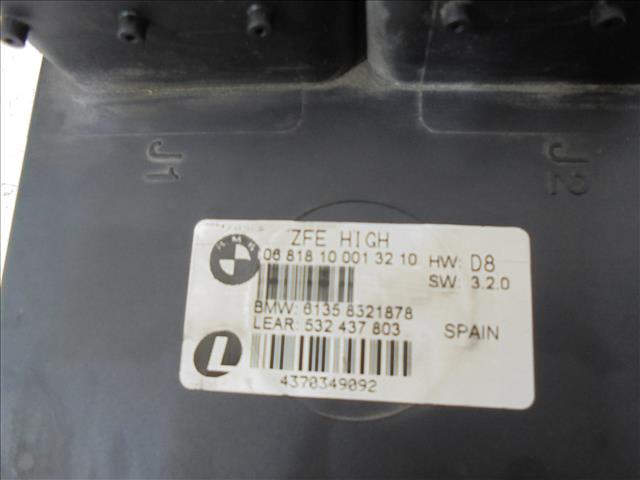 J1
J2
ZFE HIGH
BMW
06 818 10 001 32 10
HW: D8
SW: 3.2.0
BMW: 6135 8321878
LEAR: 532 437 803
SPAIN
L
4370349092